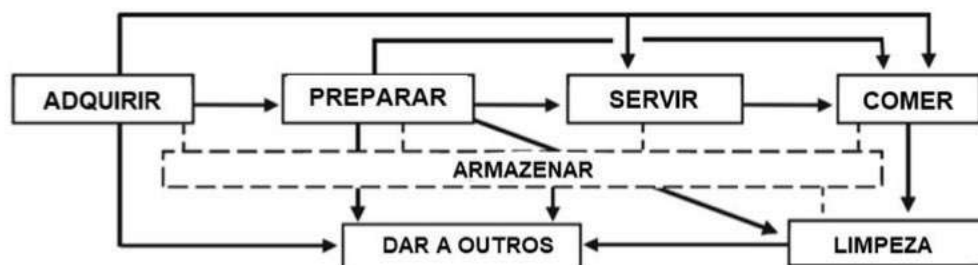 ADQUIRIR
PREPARAR
SERVIR
COMER
ARMAZENAR
DAR A OUTROS
LIMPEZA